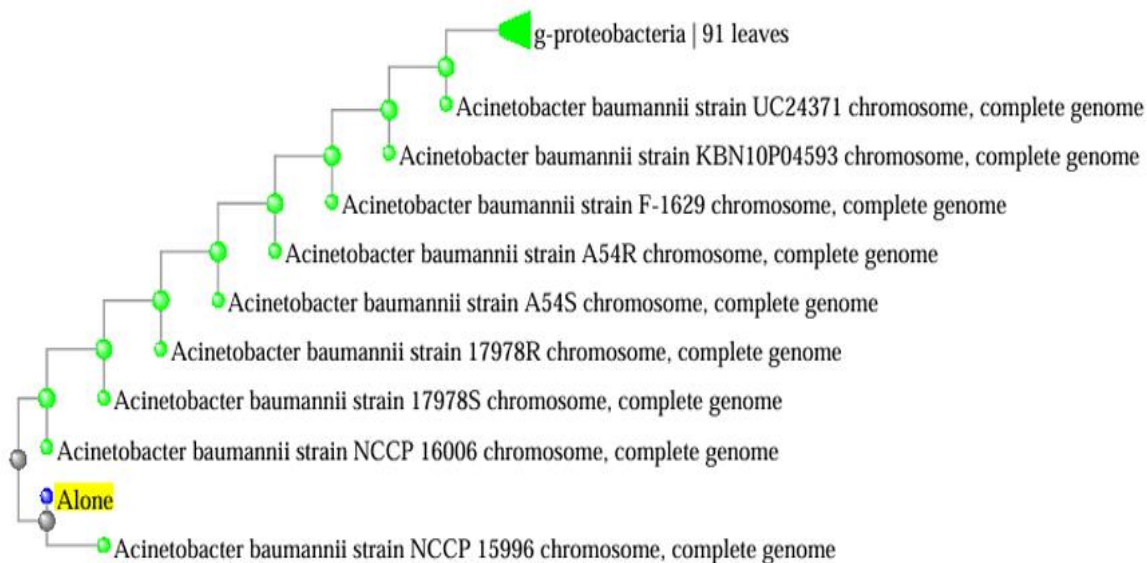 g-proteobacteria | 91 leaves
Acinetobacter baumannii strain UC24371 chromosome, complete genome
Acinetobacter baumannii strain KBN10P04593 chromosome, complete genome
Acinetobacter baumannii strain F-1629 chromosome, complete genome
Acinetobacter baumannii strain A54R chromosome, complete genome
Acinetobacter baumannii strain A54S chromosome, complete genome
Acinetobacter baumannii strain 17978R chromosome, complete genome
Acinetobacter baumannii strain 17978S chromosome, complete genome
Acinetobacter baumannii strain NCCP 16006 chromosome, complete genome
Alone
Acinetobacter baumannii strain NCCP 15996 chromosome, complete genome